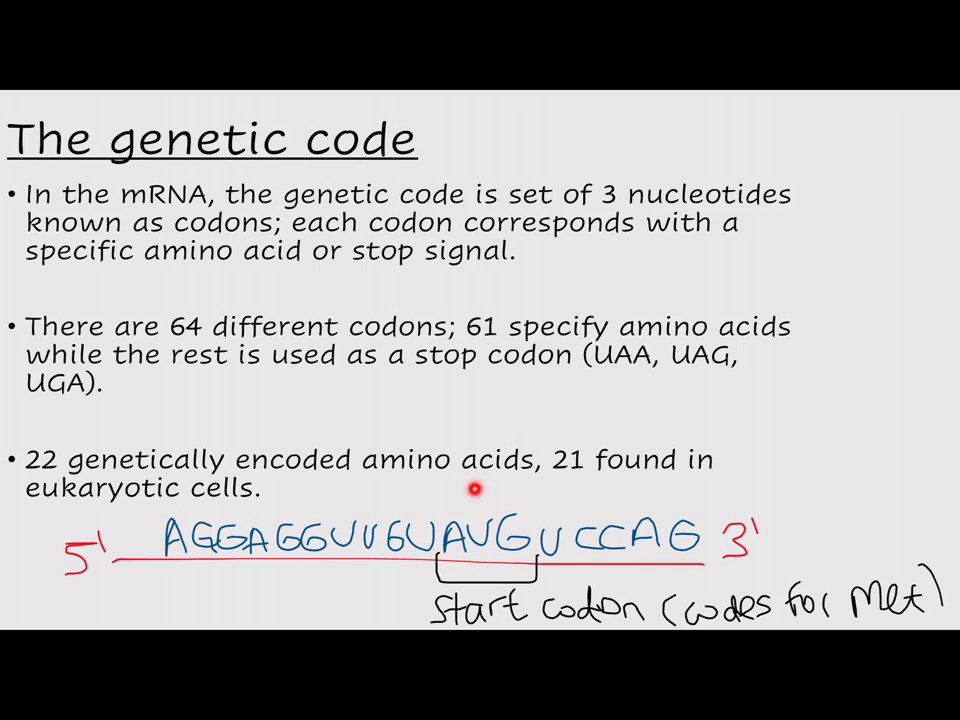 The genetic code
• In the mRNA, the genetic code is set of 3 nucleotides
known as codons; each codon corresponds with a
specific amino acid or stop signal.
• There are 64 different codons; 61 specify amino acids
while the rest is used as a stop codon (UAA, UAG,
UGA).
• 22 genetically encoded amino acids, 21 found in
eukaryotic cells.
5' AGGAGGUUGUAUGUCCAG 3'
start codon (codes for Met)